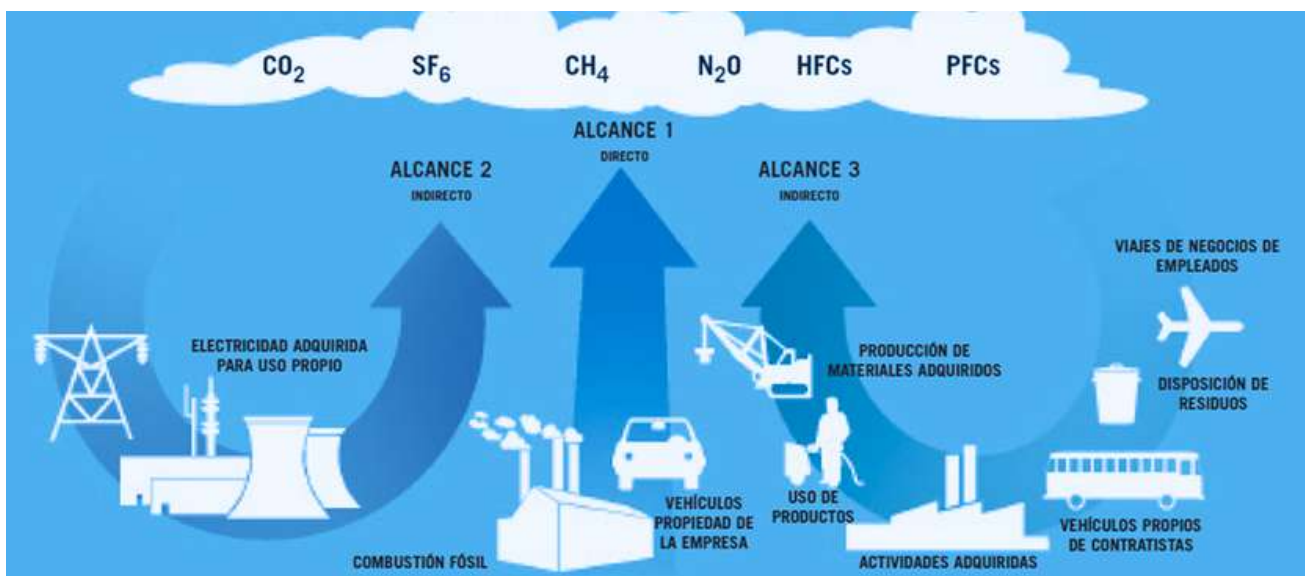 CO2 SF6 CH4 N2O HFCs PFCs
ALCANCE 1
DIRECTO
ALCANCE 2
INDIRECTO
ALCANCE 3
INDIRECTO
ELECTRICIDAD ADQUIRIDA
PARA USO PROPIO
COMBUSTIÓN FÓSIL
VEHÍCULOS
PROPIEDAD DE
LA EMPRESA
PRODUCCIÓN DE
MATERIALES ADQUIRIDOS
USO DE
PRODUCTOS
ACTIVIDADES ADQUIRIDAS
VIAJES DE NEGOCIOS DE
EMPLEADOS
DISPOSICIÓN DE
RESIDUOS
VEHÍCULOS PROPIOS
DE CONTRATISTAS